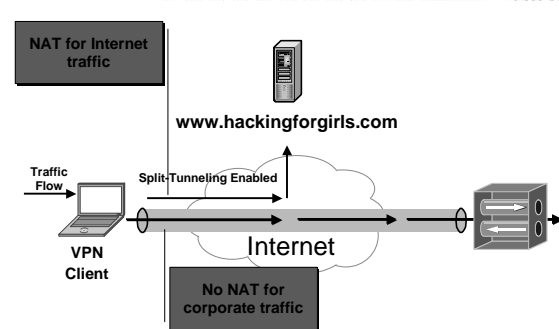 NAT for Internet
traffic
www.hackingforgirls.com
Traffic
Flow
Split-Tunneling Enabled
Internet
VPN
Client
No NAT for
corporate traffic